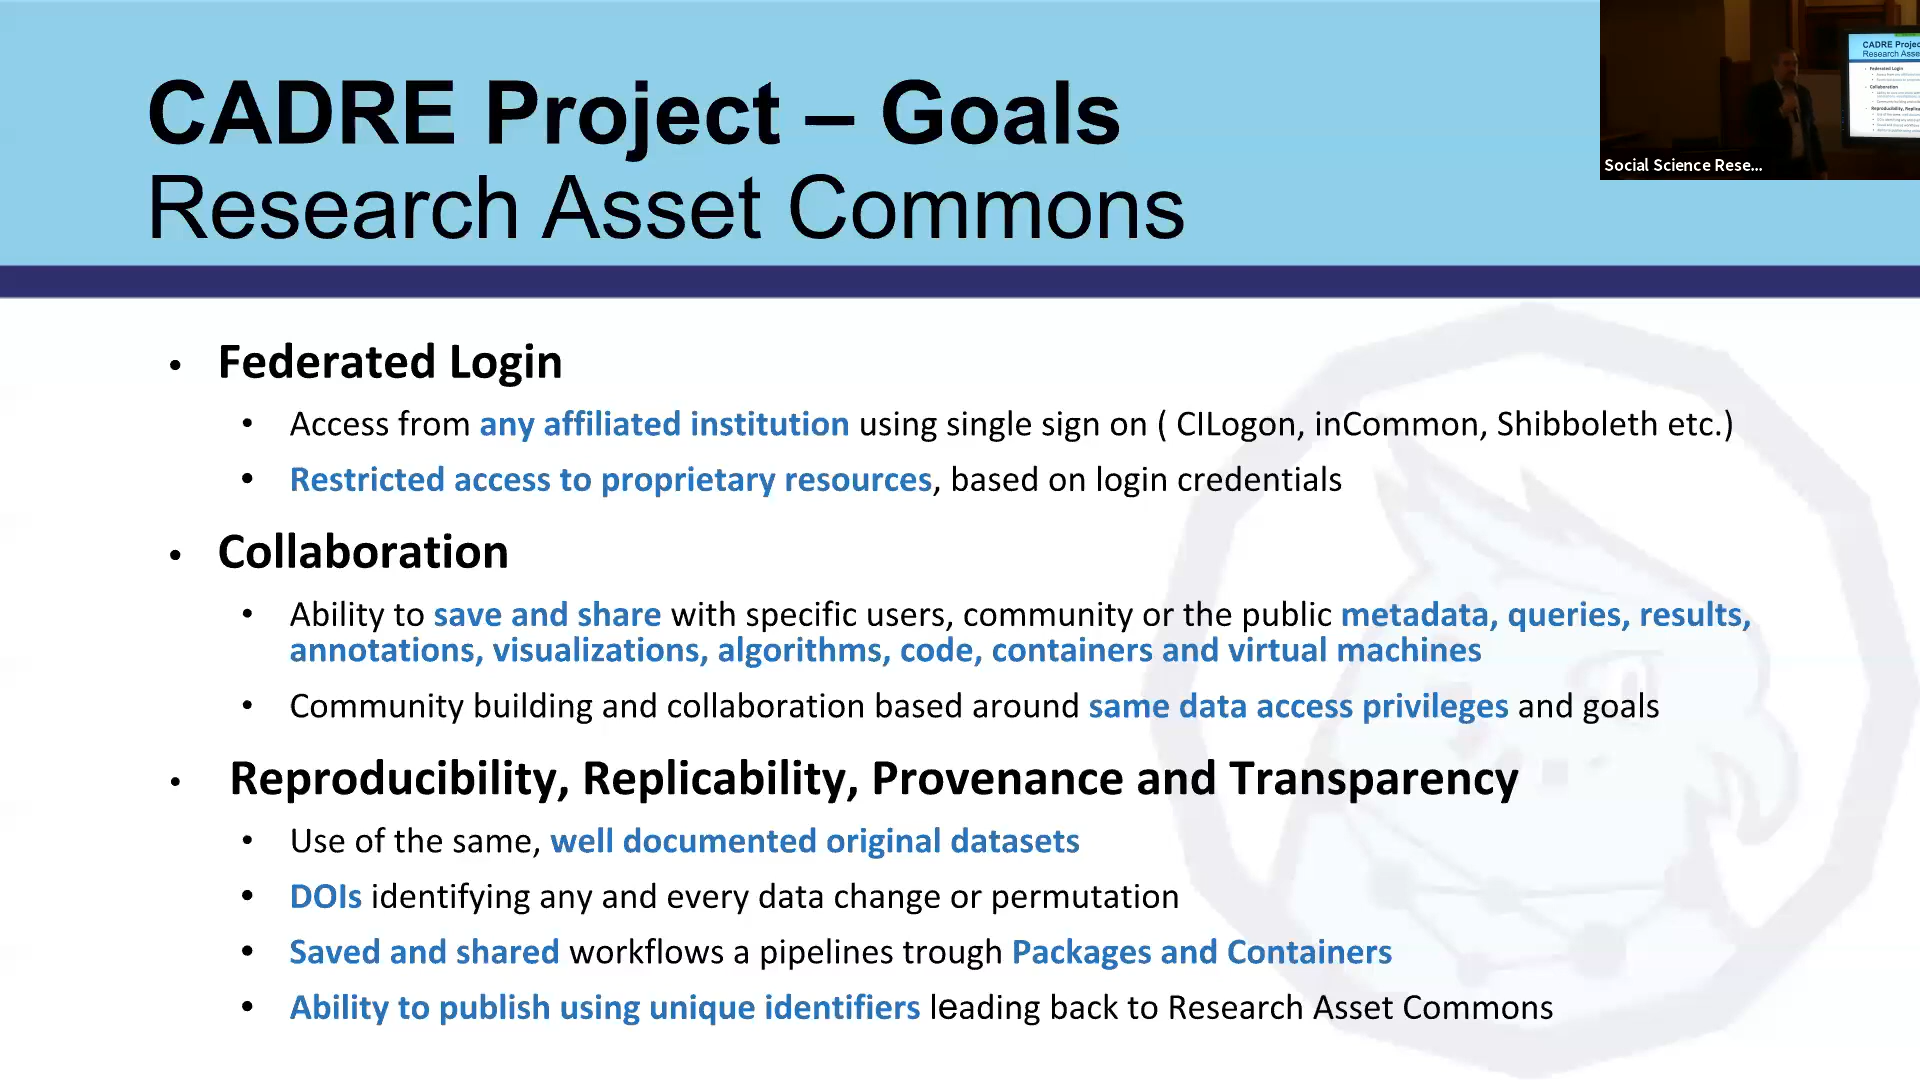 CADRE Project – Goals
Research Asset Commons
CADRE Projec
Research Asse
Federated Login
Collaboration
Social Science Rese...
• Federated Login
• Access from any affiliated institution using single sign on ( CILogon, inCommon, Shibboleth etc.)
• Restricted access to proprietary resources, based on login credentials
• Collaboration
• Ability to save and share with specific users, community or the public metadata, queries, results,
annotations, visualizations, algorithms, code, containers and virtual machines
• Community building and collaboration based around same data access privileges and goals
• Reproducibility, Replicability, Provenance and Transparency
• Use of the same, well documented original datasets
• DOIs identifying any and every data change or permutation
• Saved and shared workflows a pipelines trough Packages and Containers
• Ability to publish using unique identifiers leading back to Research Asset Commons